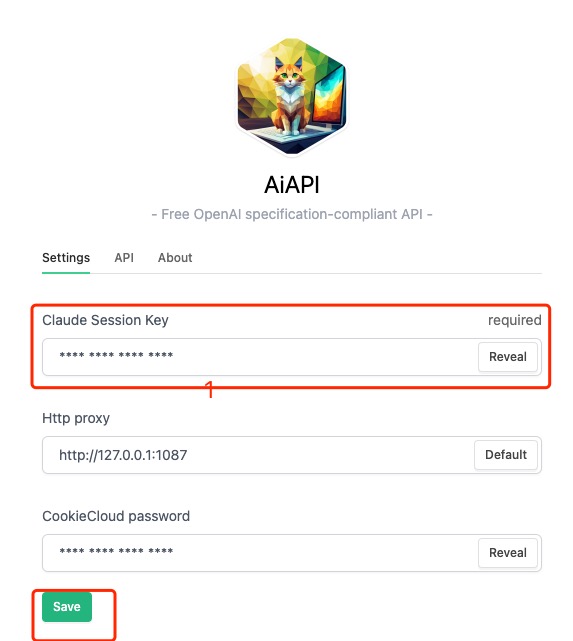 AiAPI
- Free OpenAI specification-compliant API -
Settings API About
Claude Session Key required
**** **** **** **** Reveal
1
Http proxy
http://127.0.0.1:1087 Default
CookieCloud password
**** **** **** **** Reveal
Save